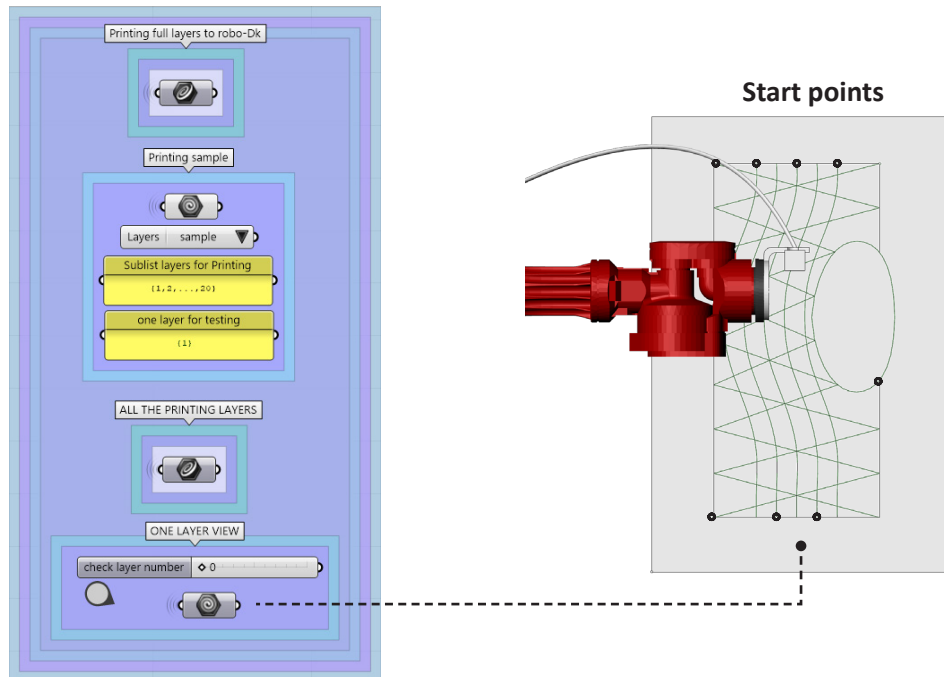 Printing full layers to robo-Dk
Printing sample
Layers sample
Sublist layers for Printing
{1,2,...,20}
one layer for testing
{1}
ALL THE PRINTING LAYERS
ONE LAYER VIEW
check layer number 0
Start points